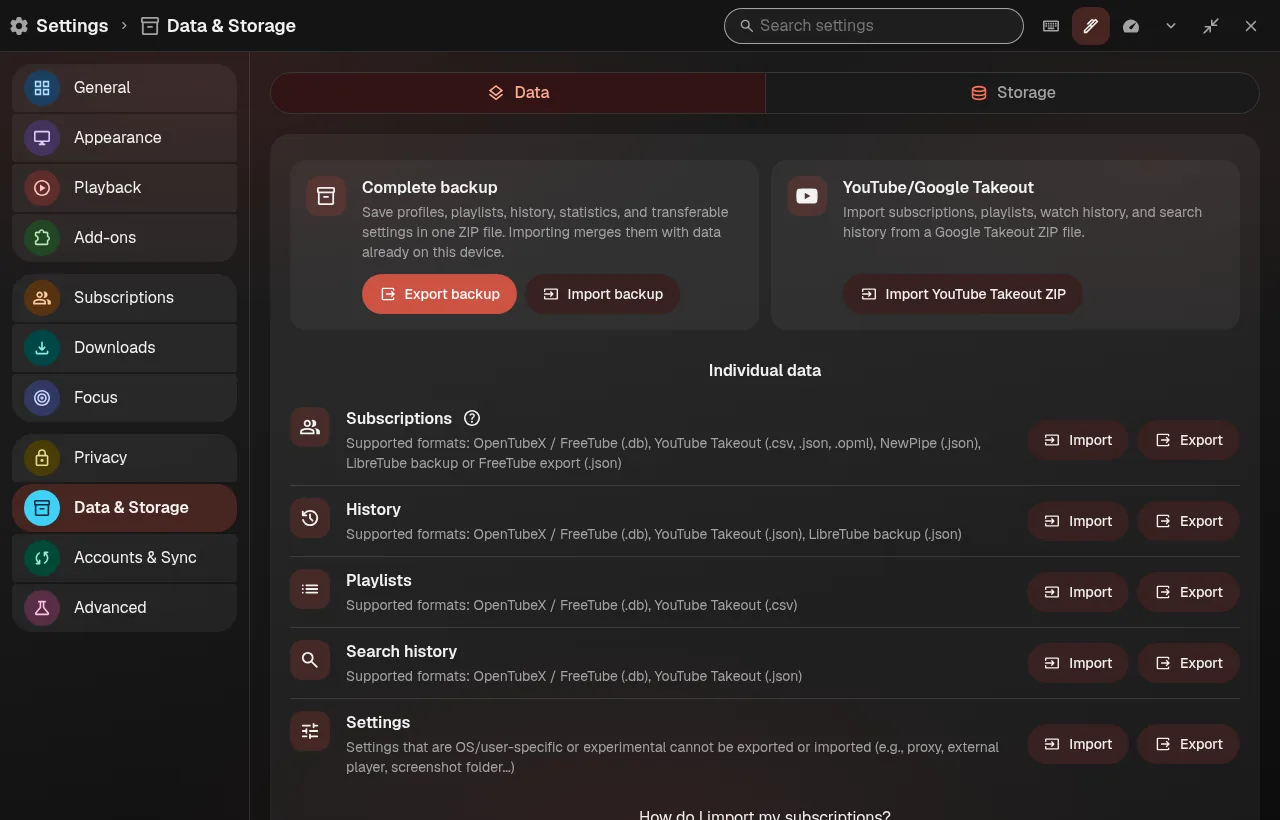 Settings › Data & Storage
Search settings
General
Appearance
Playback
Add-ons
Subscriptions
Downloads
Focus
Privacy
Data & Storage
Accounts & Sync
Advanced
Data
Storage
Complete backup
Save profiles, playlists, history, statistics, and transferable
settings in one ZIP file. Importing merges them with data
already on this device.
Export backup
Import backup
YouTube/Google Takeout
Import subscriptions, playlists, watch history, and search
history from a Google Takeout ZIP file.
Import YouTube Takeout ZIP
Individual data
Subscriptions
Supported formats: OpenTubeX / FreeTube (.db), YouTube Takeout (.csv, .json, .opml), NewPipe (.json),
LibreTube backup or FreeTube export (.json)
Import
Export
History
Supported formats: OpenTubeX / FreeTube (.db), YouTube Takeout (.json), LibreTube backup (.json)
Import
Export
Playlists
Supported formats: OpenTubeX / FreeTube (.db), YouTube Takeout (.csv)
Import
Export
Search history
Supported formats: OpenTubeX / FreeTube (.db), YouTube Takeout (.json)
Import
Export
Settings
Settings that are OS/user-specific or experimental cannot be exported or imported (e.g., proxy, external
player, screenshot folder…)
Import
Export
How do I import my subscriptions?